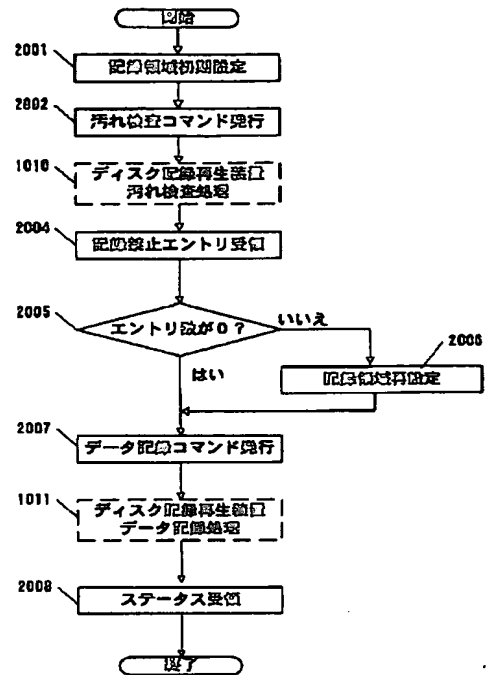 開始
2001
記録領域初期設定
2002
汚れ検査コマンド発行
1010
ディスク記録再生装置
汚れ検査処理
2004
記録禁止エントリ受信
2005
エントリ数が0?
いいえ
はい
2006
記録領域再設定
2007
データ記録コマンド発行
1011
ディスク記録再生装置
データ記録処理
2008
ステータス受信
終了